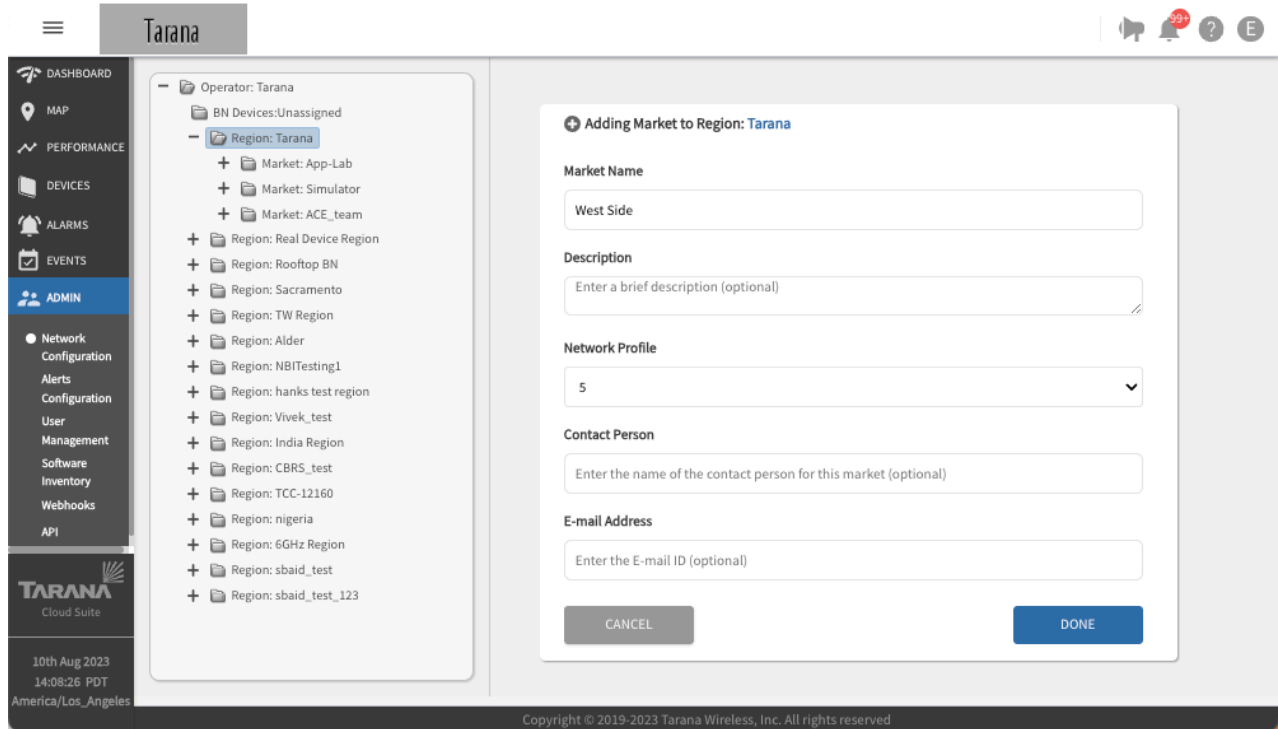 Tarana
99+
?
E
DASHBOARD
MAP
PERFORMANCE
DEVICES
ALARMS
EVENTS
ADMIN
Network
Configuration
Alerts
Configuration
User
Management
Software
Inventory
Webhooks
API
TARANA
Cloud Suite
10th Aug 2023
14:08:26 PDT
America/Los_Angeles
Operator: Tarana
BN Devices:Unassigned
Region: Tarana
Market: App-Lab
Market: Simulator
Market: ACE_team
Region: Real Device Region
Region: Rooftop BN
Region: Sacramento
Region: TW Region
Region: Alder
Region: NBITesting1
Region: hanks test region
Region: Vivek_test
Region: India Region
Region: CBRS_test
Region: TCC-12160
Region: nigeria
Region: 6GHz Region
Region: sbaid_test
Region: sbaid_test_123
Adding Market to Region: Tarana
Market Name
West Side
Description
Enter a brief description (optional)
Network Profile
5
Contact Person
Enter the name of the contact person for this market (optional)
E-mail Address
Enter the E-mail ID (optional)
CANCEL
DONE
Copyright © 2019-2023 Tarana Wireless, Inc. All rights reserved